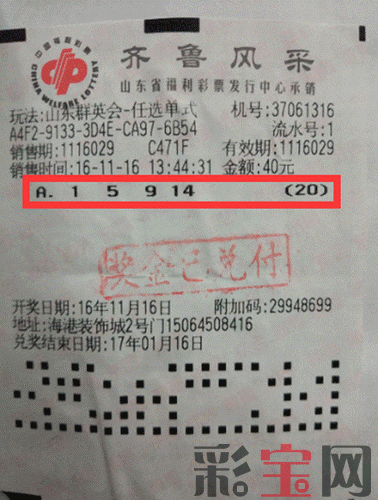 中国福利彩票
CHINA WELFARE LOTTERY
齐鲁风采
山东省福利彩票发行中心承销
玩法:山东群英会-任选单式 机号:37061316
A4F2-9133-3D4E-CA97-6B54 流水号:1
销售期:1116029 C471F 有效期:1116029
销售时间:16-11-16 13:44:31 金额:40元
A. 1 5 9 14 (20)
奖金已兑付
开奖日期:16年11月16日 附加码:29948699
地址:海港装饰城2号门15064508416
兑奖结束日期:17年01月16日
彩宝网